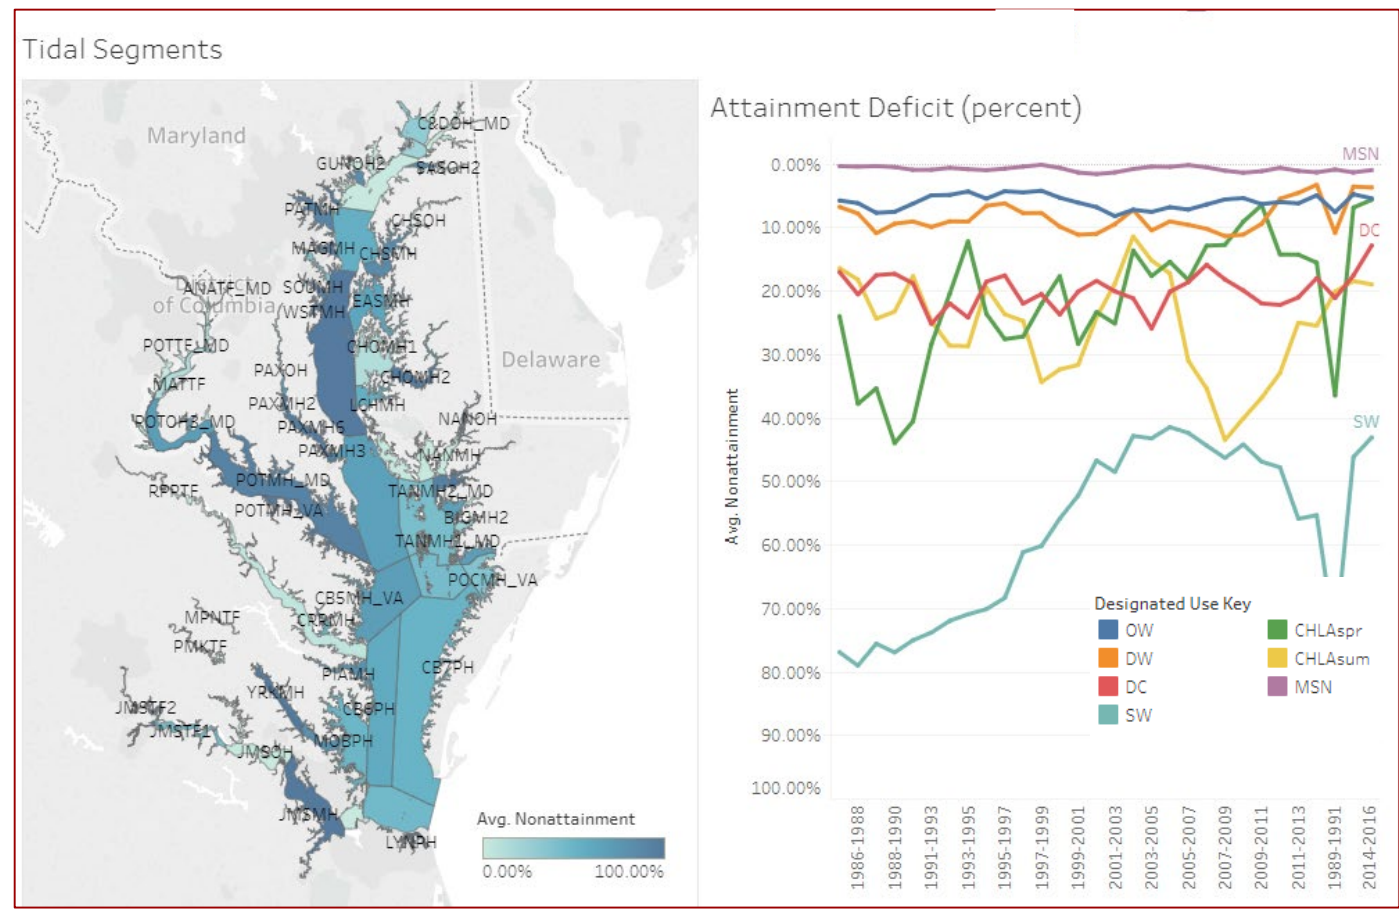 Tidal Segments
Maryland
C&DOH_MD
GUNOH2
SASOH2
PATMH
CHSOH
MAGMH
CHSMH
ANATF_MD
District
of Columbia
SOUMH
EASMH
WSTMH
POTTF_MD
CHOMH1
Delaware
MATTF
PAXOH
CHOMH2
PAXMH2
LCHMH
POTOH3_MD
PAXMH6
NANOH
PAXMH3
NANMH
POTMH_MD
RPPTF
TANMH2_MD
POTMH_VA
BIGMH2
TANMH1_MD
POCMH_VA
CB5MH_VA
MPNTF
CRRMH
PMKTF
PIAMH
CB7PH
YRKMH
JMSTF2
CB6PH
JMSTF1
MOBPH
JMSOH
JMSMH
LYNPH
Avg. Nonattainment
0.00%
100.00%
Attainment Deficit (percent)
Avg. Nonattainment
0.00%
10.00%
20.00%
30.00%
40.00%
50.00%
60.00%
70.00%
80.00%
90.00%
100.00%
MSN
DC
SW
Designated Use Key
OW
DW
DC
SW
CHLAspr
CHLAsum
MSN
1986-1988
1988-1990
1991-1993
1993-1995
1995-1997
1997-1999
1999-2001
2001-2003
2003-2005
2005-2007
2007-2009
2009-2011
2011-2013
1989-1991
2014-2016